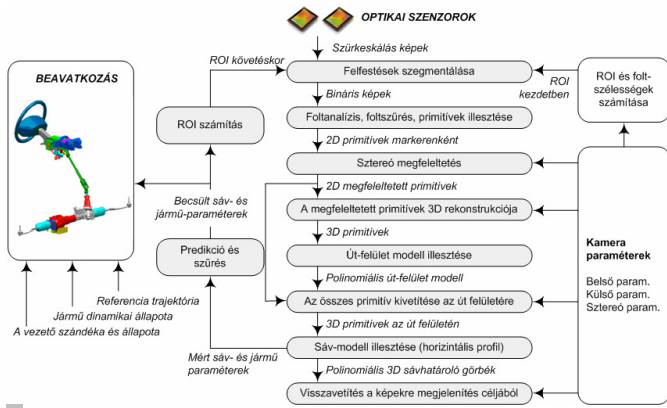 OPTIKAI SZENZOROK
Szürkeskálás képek
ROI követéskor
Felfestések szegmentálása
ROI
kezdetben
ROI és folt-
szélességek
számítása
BEAVATKOZÁS
Bináris képek
ROI számítás
Foltanalízis, foltszűrés, primitívek illesztése
2D primitívek markerenként
Sztereó megfeleltetés
2D megfeleltetett primitívek
Becsült sáv- és
jármű-paraméterek
A megfeleltetett primitívek 3D rekonstrukciója
3D primitívek
Predikció és
szűrés
Út-felület modell illesztése
Polinomiális út-felület modell
Kamera
paraméterek
Belső param.
Külső param.
Sztereó param.
Referencia trajektória
Jármű dinamikai állapota
A vezető szándéka és állapota
Az összes primitív kivetítése az út felületére
3D primitívek az út felületén
Mért sáv- és jármű
paraméterek
Sáv-modell illesztése (horizintális profil)
Polinomiális 3D sávhatároló görbék
Visszavetítés a képekre megjelenítés céljából